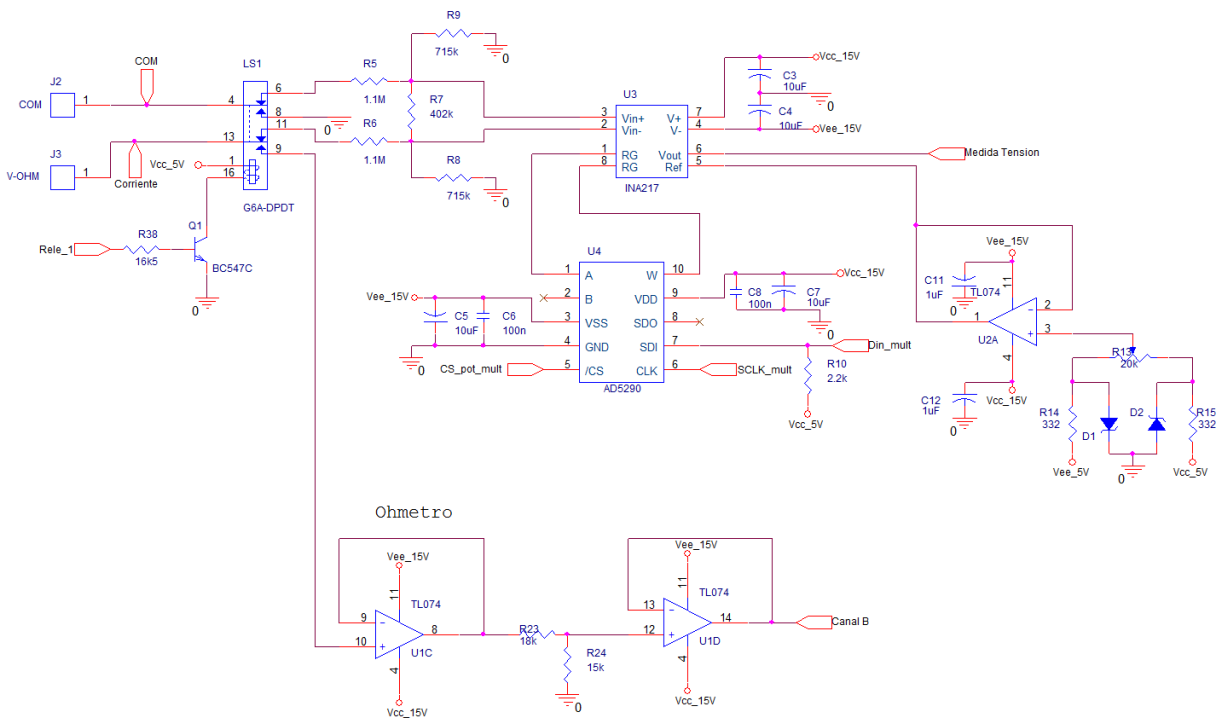 R9
715k
0
COM
LS1
J2
COM
1
4
6
8
0
11
13
9
1
16
R5
1.1M
R7
402k
R6
1.1M
R8
715k
0
J3
V-OHM
1
Corriente
Vcc_5V
G6A-DPDT
Q1
Rele_1
R38
16k5
BC547C
0
U3
3 Vin+ V+ 7
2 Vin- V- 4
1 RG Vout 6
8 RG Ref 5
INA217
Vcc_15V
C3
10uF
0
C4
10uF
Vee_15V
Medida Tension
U4
1 A W 10
2 B VDD 9
3 VSS SDO 8
4 GND SDI 7
5 /CS CLK 6
AD5290
Vee_15V
C5
10uF
C6
100n
0
CS_pot_mult
Vcc_15V
C8
100n
C7
10uF
0
Din_mult
SCLK_mult
R10
2.2k
Vcc_5V
Vee_15V
C11
1uF
0
TL074
11
2
1
3
U2A
4
Vcc_15V
C12
1uF
0
R13
20k
R14
332
D1
D2
R15
332
Vee_5V
0
Vcc_5V
Ohmetro
Vee_15V
11
TL074
9
8
10
U1C
4
Vcc_15V
R23
18k
R24
15k
0
Vee_15V
11
TL074
13
14
12
U1D
4
Vcc_15V
Canal B